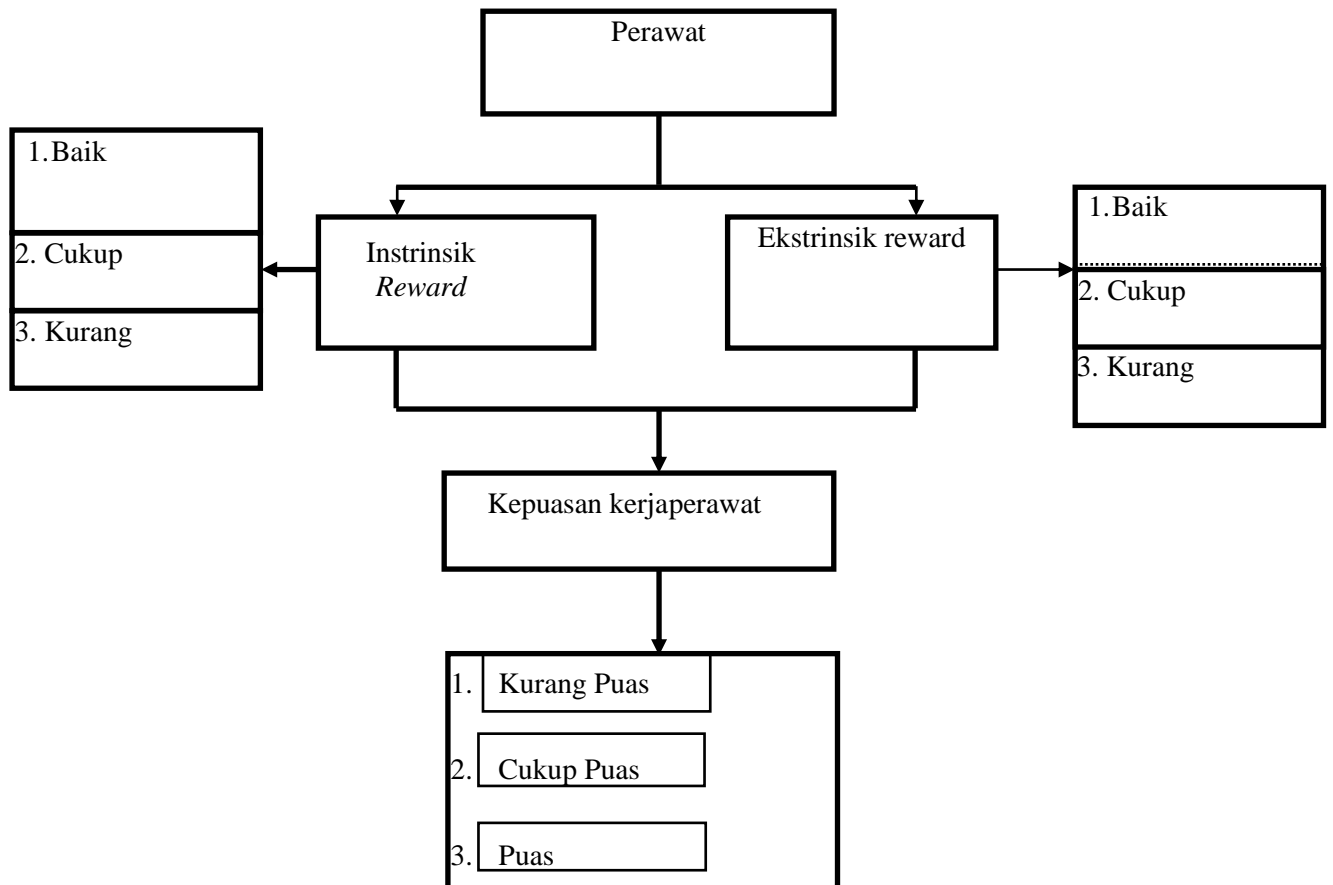 Perawat
1.Baik
2. Cukup
3. Kurang
Instrinsik
Reward
Ekstrinsik reward
1.Baik
2. Cukup
3. Kurang
Kepuasan kerjaperawat
1. Kurang Puas
2. Cukup Puas
3. Puas